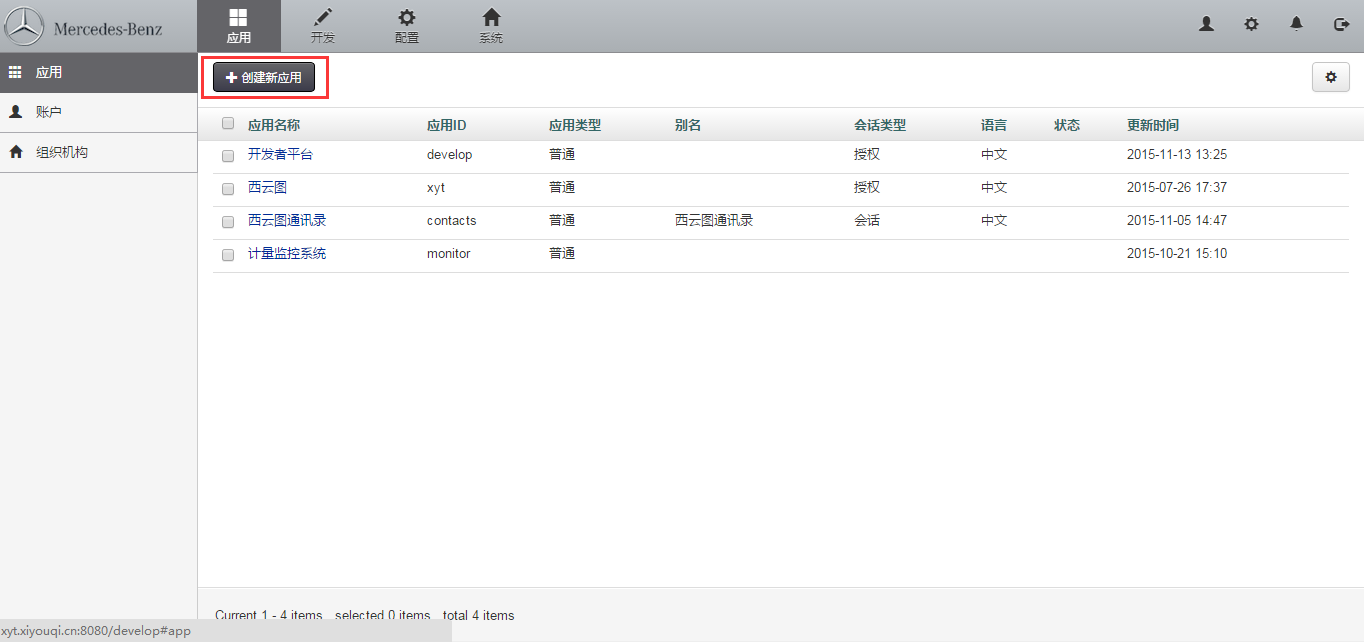 Mercedes-Benz
应用
开发
配置
系统
应用
账户
组织机构
创建新应用
应用名称 应用ID 应用类型 别名 会话类型 语言 状态 更新时间
开发者平台 develop 普通 授权 中文 2015-11-13 13:25
西云图 xyt 普通 授权 中文 2015-07-26 17:37
西云图通讯录 contacts 普通 西云图通讯录 会话 中文 2015-11-05 14:47
计量监控系统 monitor 普通 2015-10-21 15:10
Current 1 - 4 items selected 0 items total 4 items
xyt.xiyouqi.cn:8080/develop#app